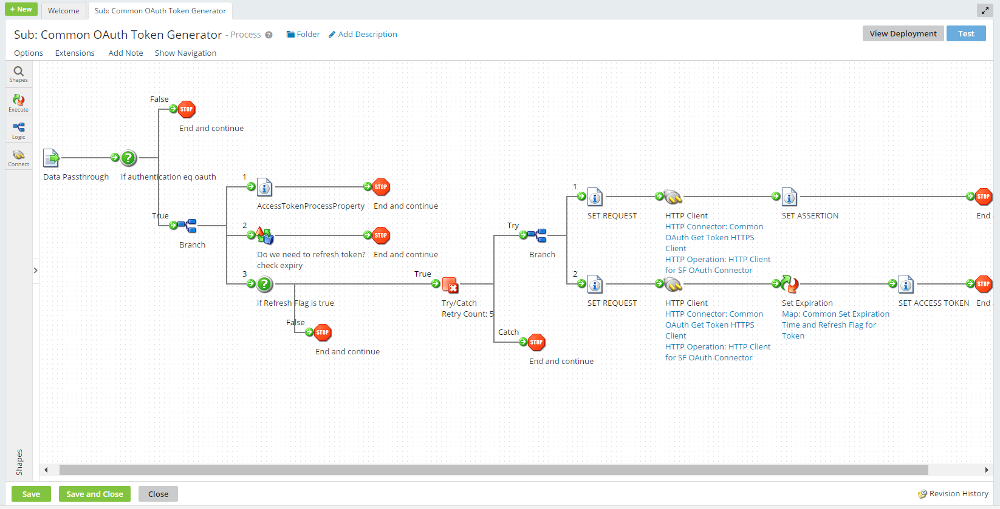 + New
Welcome
Sub: Common OAuth Token Generator
Sub: Common OAuth Token Generator - Process ?
Folder
Add Description
View Deployment
Test
Options
Extensions
Add Note
Show Navigation
Shapes
Execute
Logic
Connect
Shapes
False
STOP
End and continue
Data Passthrough
?
if authentication eq oauth
True
Branch
1
i
AccessTokenProcessProperty
STOP
End and continue
2
Do we need to refresh token?
check expiry
STOP
End and continue
3
?
if Refresh Flag is true
False
STOP
End and continue
True
Try/Catch
Retry Count: 5
Try
Branch
Catch
STOP
End and continue
1
i
SET REQUEST
HTTP Client
HTTP Connector: Common
OAuth Get Token HTTPS
Client
HTTP Operation: HTTP Client
for SF OAuth Connector
i
SET ASSERTION
STOP
End
2
i
SET REQUEST
HTTP Client
HTTP Connector: Common
OAuth Get Token HTTPS
Client
HTTP Operation: HTTP Client
for SF OAuth Connector
Set Expiration
Map: Common Set Expiration
Time and Refresh Flag for
Token
i
SET ACCESS TOKEN
STOP
End
Save
Save and Close
Close
Revision History